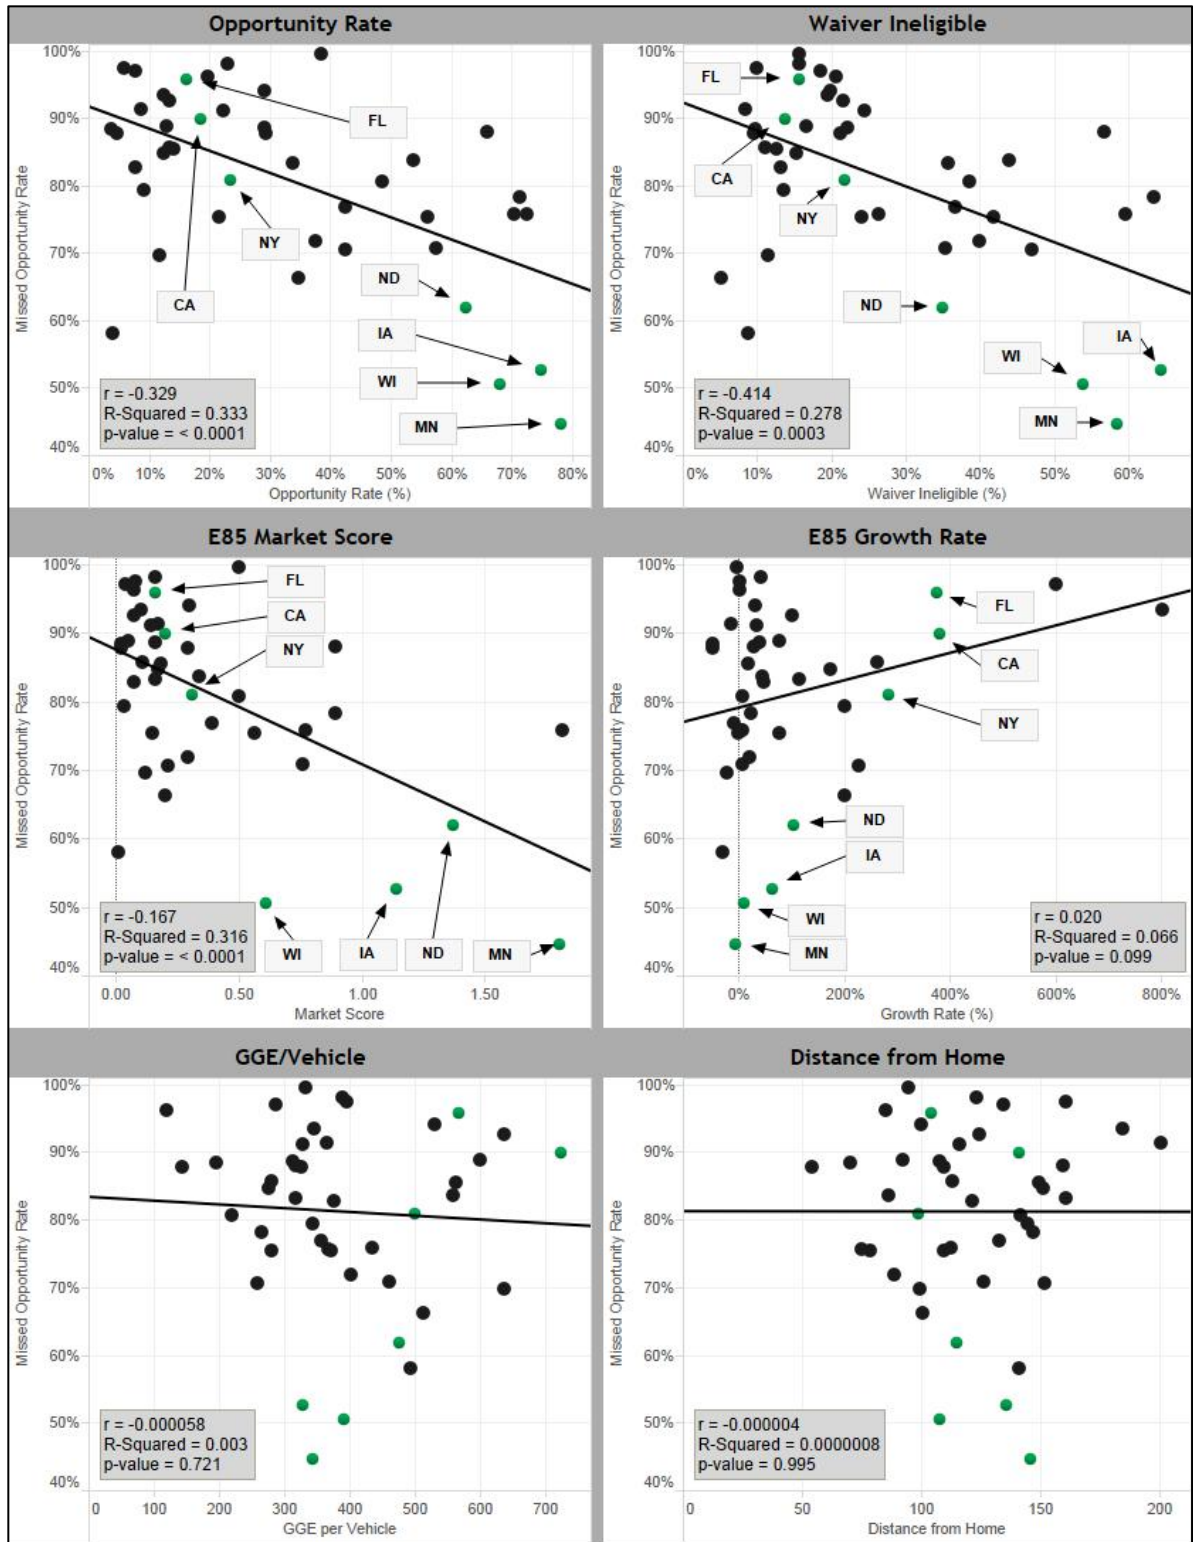 Opportunity Rate
Missed Opportunity Rate
100%
90%
80%
70%
60%
50%
40%
FL
CA
NY
ND
IA
WI
MN
r = -0.329
R-Squared = 0.333
p-value = < 0.0001
0% 10% 20% 30% 40% 50% 60% 70% 80%
Opportunity Rate (%)
Waiver Ineligible
Missed Opportunity Rate
100%
90%
80%
70%
60%
50%
40%
FL
CA
NY
ND
IA
WI
MN
r = -0.414
R-Squared = 0.278
p-value = 0.0003
0% 10% 20% 30% 40% 50% 60%
Waiver Ineligible (%)
E85 Market Score
Missed Opportunity Rate
100%
90%
80%
70%
60%
50%
40%
FL
CA
NY
WI IA ND MN
r = -0.167
R-Squared = 0.316
p-value = < 0.0001
0.00 0.50 1.00 1.50
Market Score
E85 Growth Rate
Missed Opportunity Rate
100%
90%
80%
70%
60%
50%
40%
FL
CA
NY
ND
IA
WI
MN
r = 0.020
R-Squared = 0.066
p-value = 0.099
0% 200% 400% 600% 800%
Growth Rate (%)
GGE/Vehicle
Missed Opportunity Rate
100%
90%
80%
70%
60%
50%
40%
r = -0.000058
R-Squared = 0.003
p-value = 0.721
0 100 200 300 400 500 600 700
GGE per Vehicle
Distance from Home
Missed Opportunity Rate
100%
90%
80%
70%
60%
50%
40%
r = -0.000004
R-Squared = 0.0000008
p-value = 0.995
0 50 100 150 200
Distance from Home